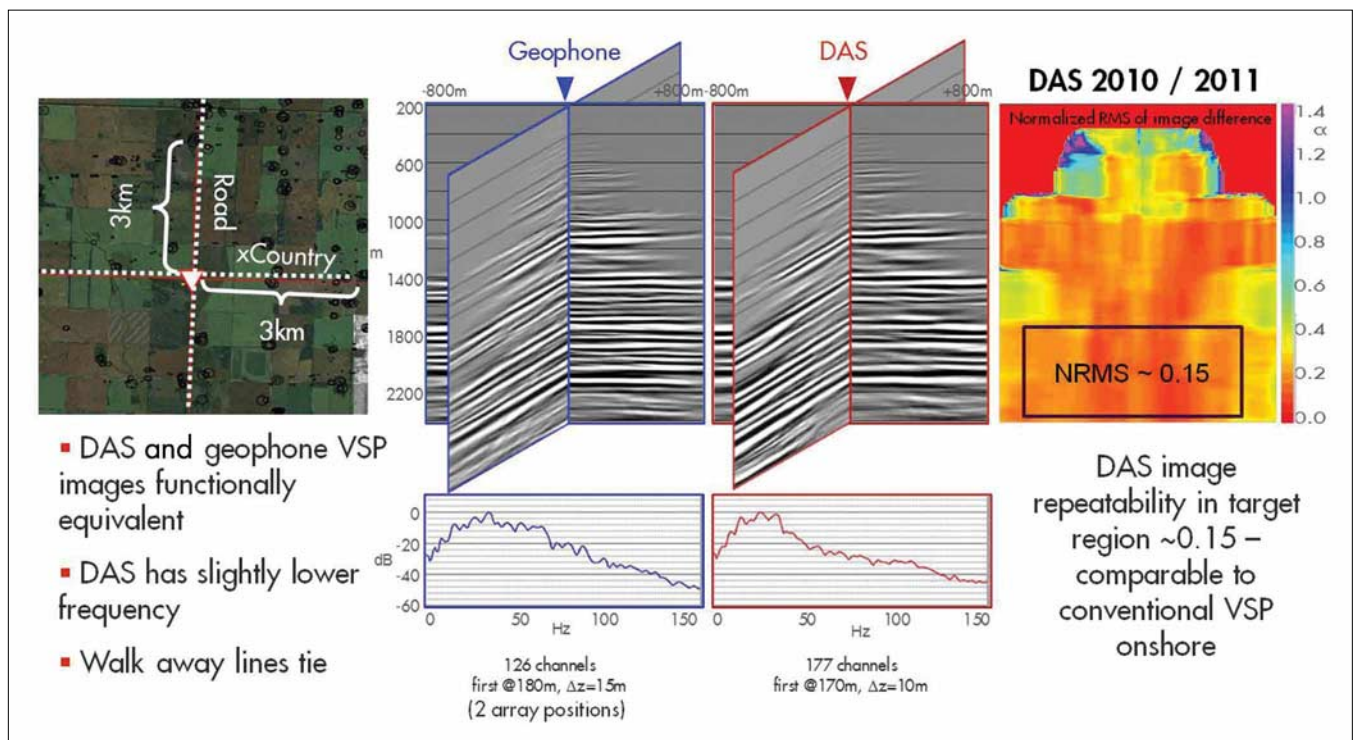 Geophone
DAS
-800m
+800m
-800m
+800m
DAS 2010 / 2011
Normalized RMS of image difference
200
600
1000
m
1400
1800
2200
1.4
1.2
1.0
0.8
0.6
0.4
0.2
0.0
3km
Road
xCountry
3km
NRMS ~ 0.15
▪ DAS and geophone VSP
images functionally
equivalent
▪ DAS has slightly lower
frequency
▪ Walk away lines tie
0
-20
dB
-40
-60
0
50
100
150
Hz
0
50
100
150
Hz
126 channels
first @180m, Δz=15m
(2 array positions)
177 channels
first @170m, Δz=10m
DAS image
repeatability in target
region ~0.15 –
comparable to
conventional VSP
onshore